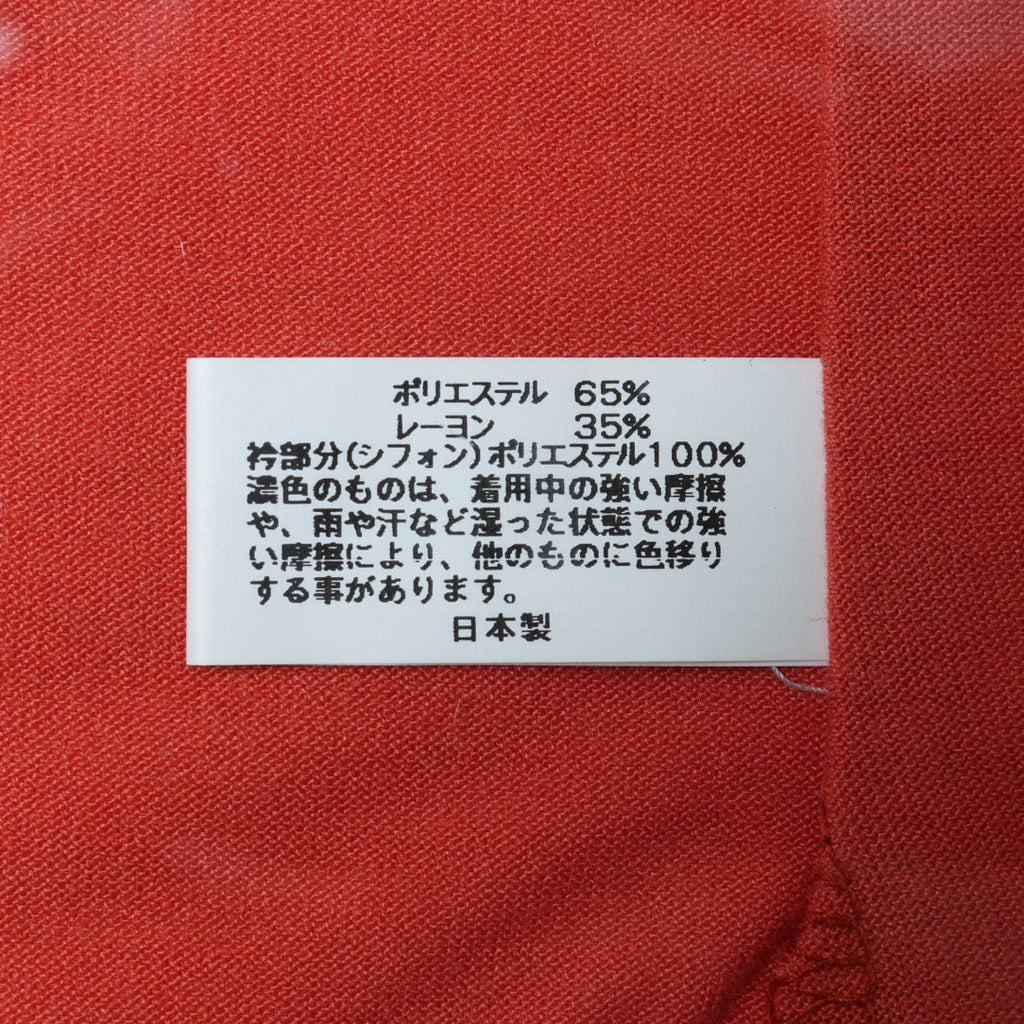 ポリエステル 65%
レーヨン 35%
衿部分(シフォン)ポリエステル100%
濃色のものは、着用中の強い摩擦
や、雨や汗など湿った状態での強
い摩擦により、他のものに色移り
する事があります。
日本製